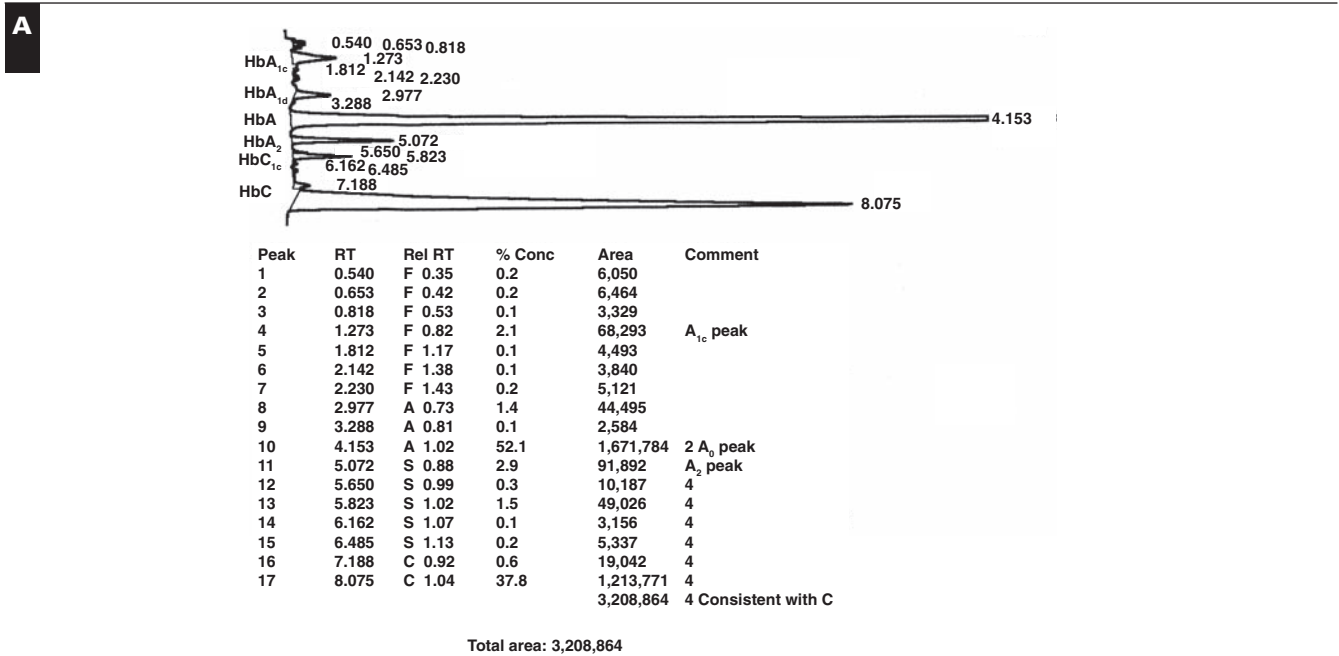 A
0.540 0.653 0.818
HbA1c 1.273
1.812 2.142 2.230
HbA1d 2.977
3.288
HbA 4.153
HbA2 5.072
5.650 5.823
HbC1c 6.162 6.485
7.188
HbC
8.075
Peak RT Rel RT % Conc Area Comment
1 0.540 F 0.35 0.2 6,050
2 0.653 F 0.42 0.2 6,464
3 0.818 F 0.53 0.1 3,329
4 1.273 F 0.82 2.1 68,293 A1c peak
5 1.812 F 1.17 0.1 4,493
6 2.142 F 1.38 0.1 3,840
7 2.230 F 1.43 0.2 5,121
8 2.977 A 0.73 1.4 44,495
9 3.288 A 0.81 0.1 2,584
10 4.153 A 1.02 52.1 1,671,784 2 A0 peak
11 5.072 S 0.88 2.9 91,892 A2 peak
12 5.650 S 0.99 0.3 10,187 4
13 5.823 S 1.02 1.5 49,026 4
14 6.162 S 1.07 0.1 3,156 4
15 6.485 S 1.13 0.2 5,337 4
16 7.188 C 0.92 0.6 19,042 4
17 8.075 C 1.04 37.8 1,213,771 4
3,208,864 4 Consistent with C
Total area: 3,208,864